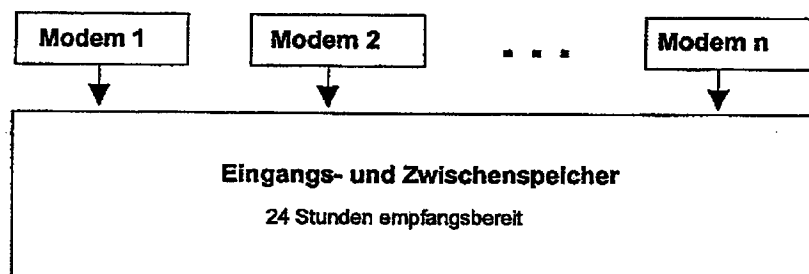 Modem 1 Modem 2 . . . Modem n
Eingangs- und Zwischenspeicher
24 Stunden empfangsbereit